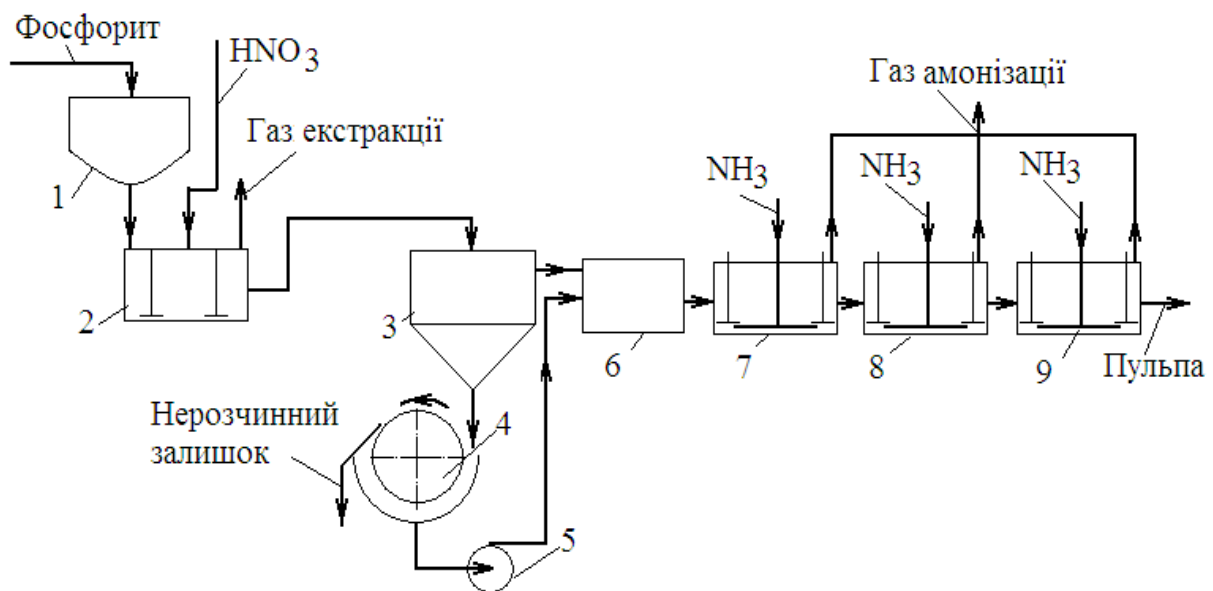 Фосфорит
HNO3
Газ екстракції
Газ амонізації
NH3
NH3
NH3
1
2
3
6
7
8
9
Пульпа
Нерозчинний
залишок
4
5